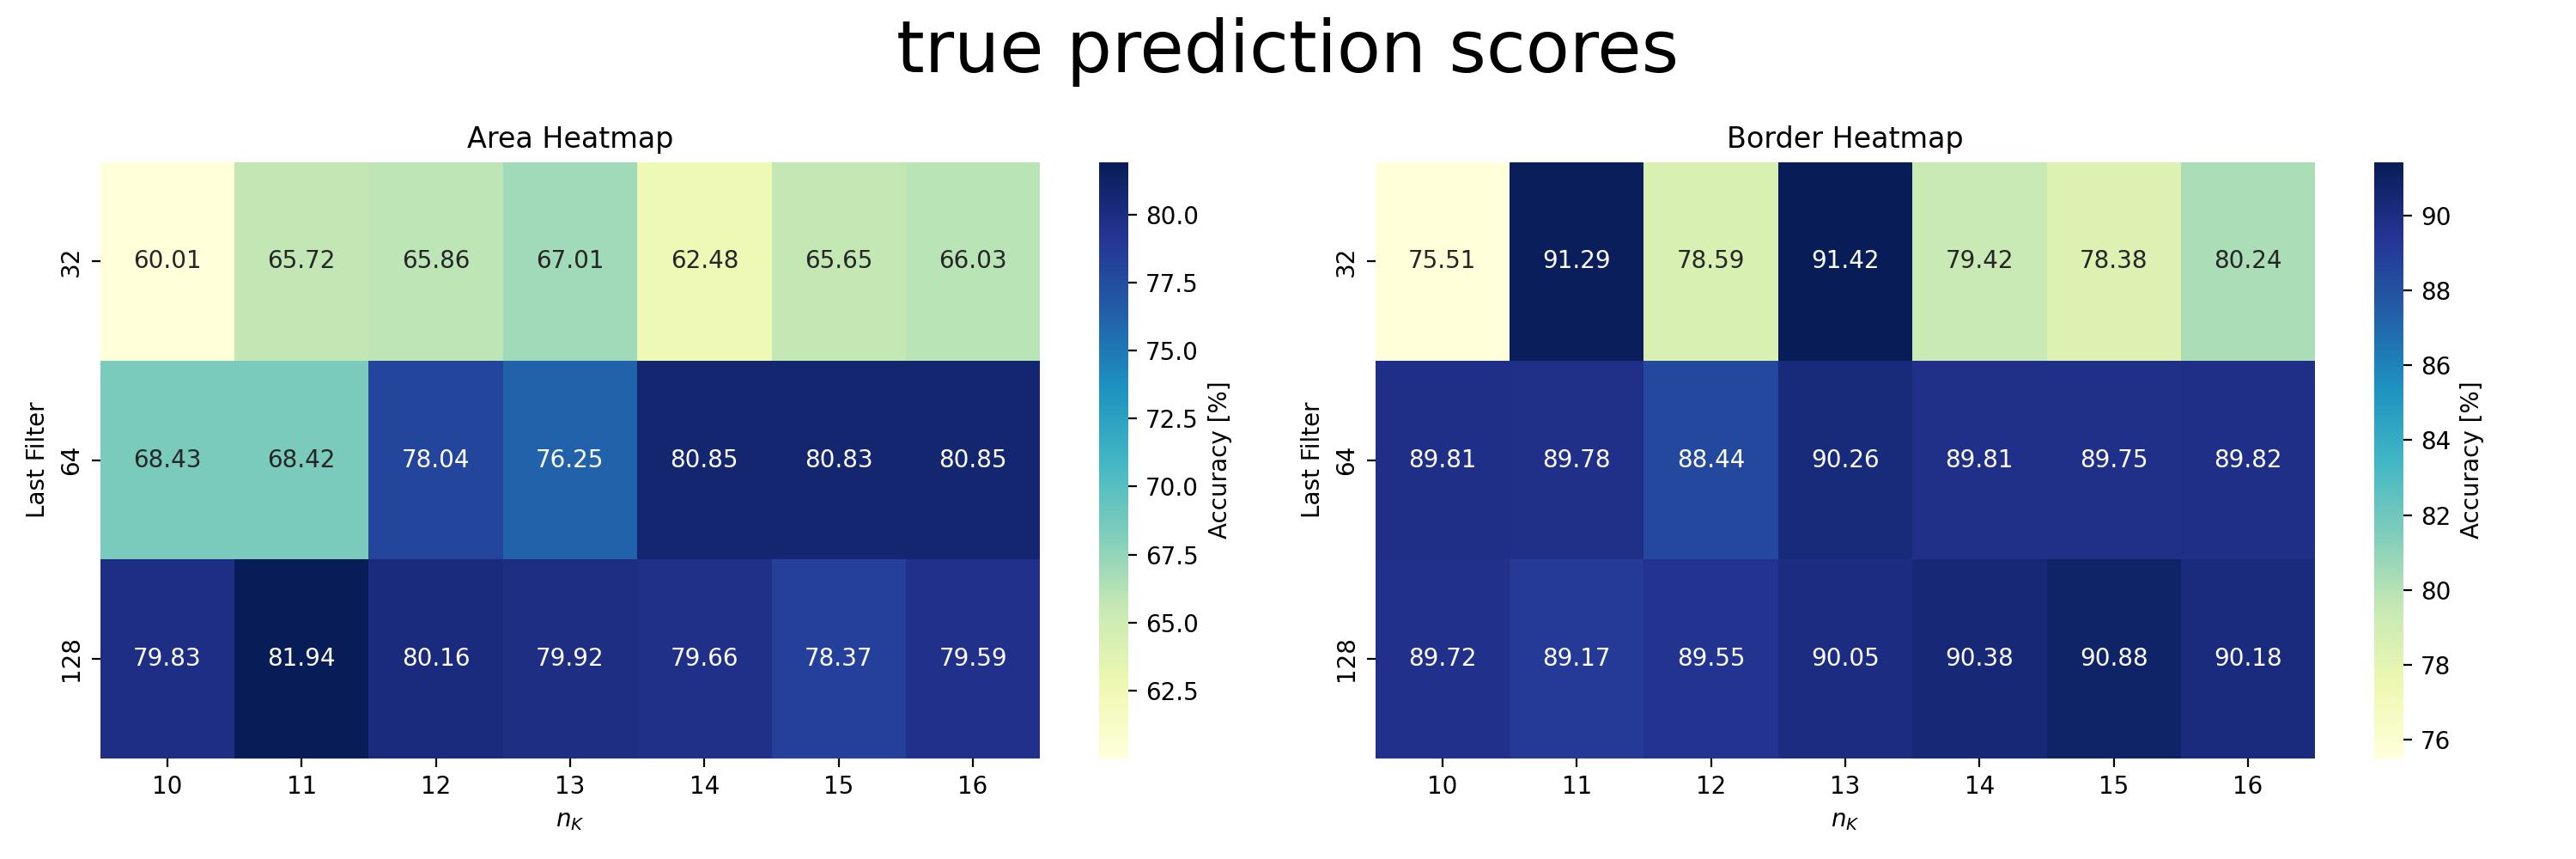 true prediction scores
Area Heatmap
32
60.01 65.72 65.86 67.01 62.48 65.65 66.03
64
68.43 68.42 78.04 76.25 80.85 80.83 80.85
128
79.83 81.94 80.16 79.92 79.66 78.37 79.59
Last Filter
10 11 12 13 14 15 16
n_K
80.0
77.5
75.0
72.5
70.0
67.5
65.0
62.5
Accuracy [%]
Border Heatmap
32
75.51 91.29 78.59 91.42 79.42 78.38 80.24
64
89.81 89.78 88.44 90.26 89.81 89.75 89.82
128
89.72 89.17 89.55 90.05 90.38 90.88 90.18
Last Filter
10 11 12 13 14 15 16
n_K
90
88
86
84
82
80
78
76
Accuracy [%]